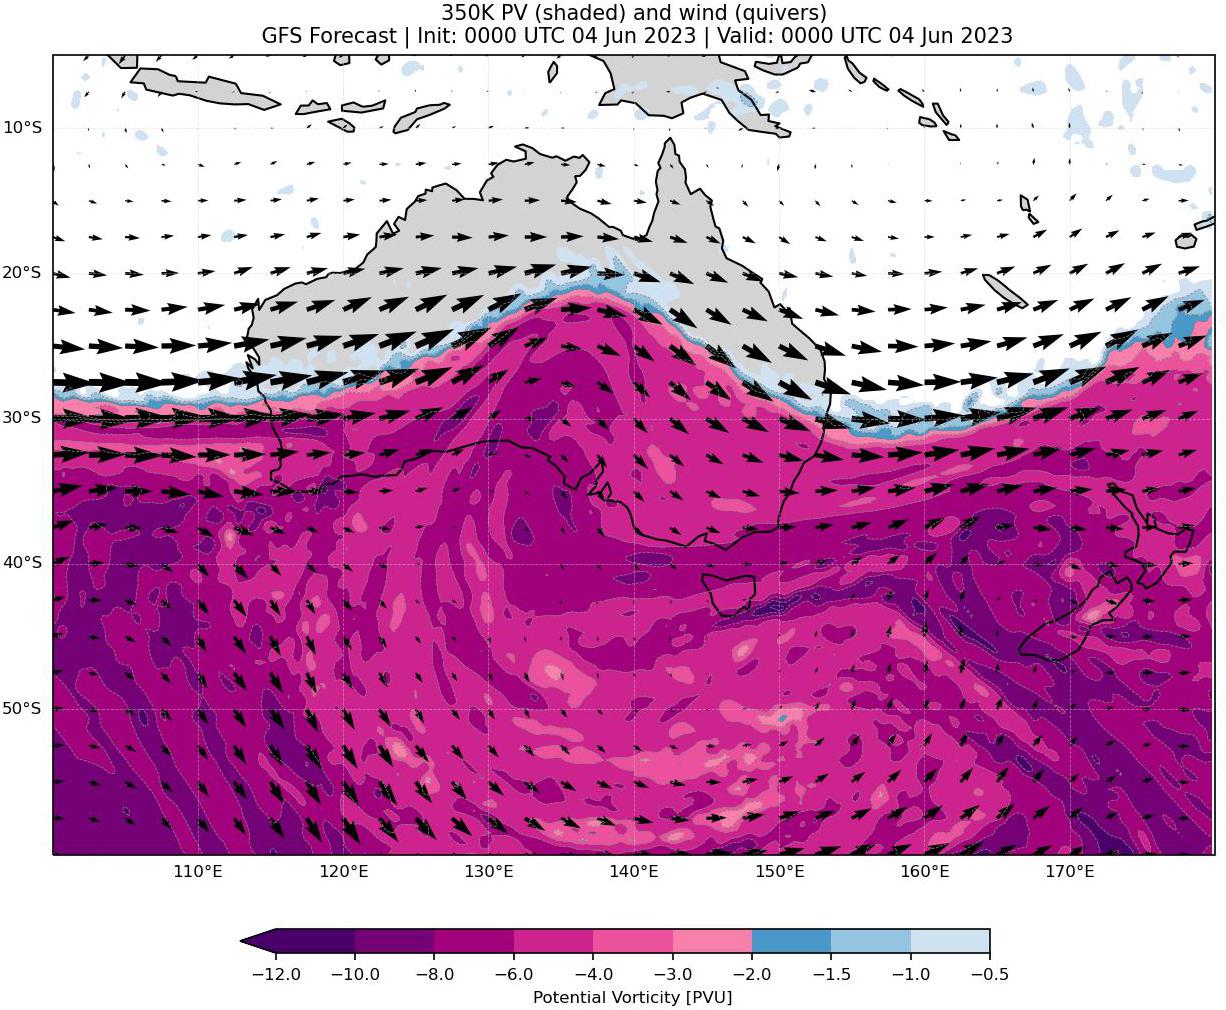 350K PV (shaded) and wind (quivers)
GFS Forecast | Init: 0000 UTC 04 Jun 2023 | Valid: 0000 UTC 04 Jun 2023
10°S
20°S
30°S
40°S
50°S
110°E 120°E 130°E 140°E 150°E 160°E 170°E
−12.0 −10.0 −8.0 −6.0 −4.0 −3.0 −2.0 −1.5 −1.0 −0.5
Potential Vorticity [PVU]